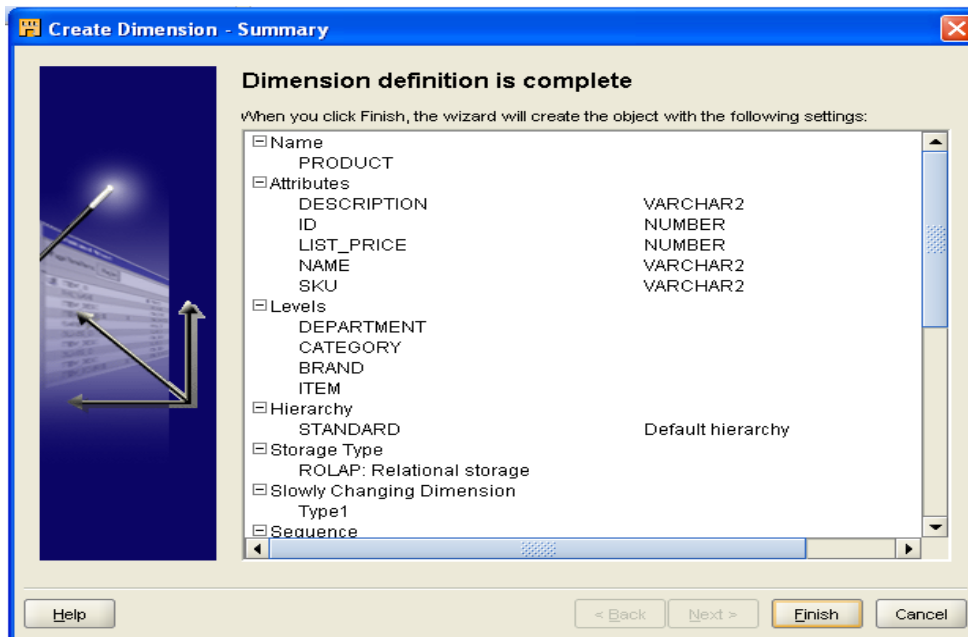 Create Dimension - Summary
Dimension definition is complete
When you click Finish, the wizard will create the object with the following settings:
Name
PRODUCT
Attributes
DESCRIPTION VARCHAR2
ID NUMBER
LIST_PRICE NUMBER
NAME VARCHAR2
SKU VARCHAR2
Levels
DEPARTMENT
CATEGORY
BRAND
ITEM
Hierarchy
STANDARD Default hierarchy
Storage Type
ROLAP: Relational storage
Slowly Changing Dimension
Type1
Sequence
Help < Back Next > Finish Cancel